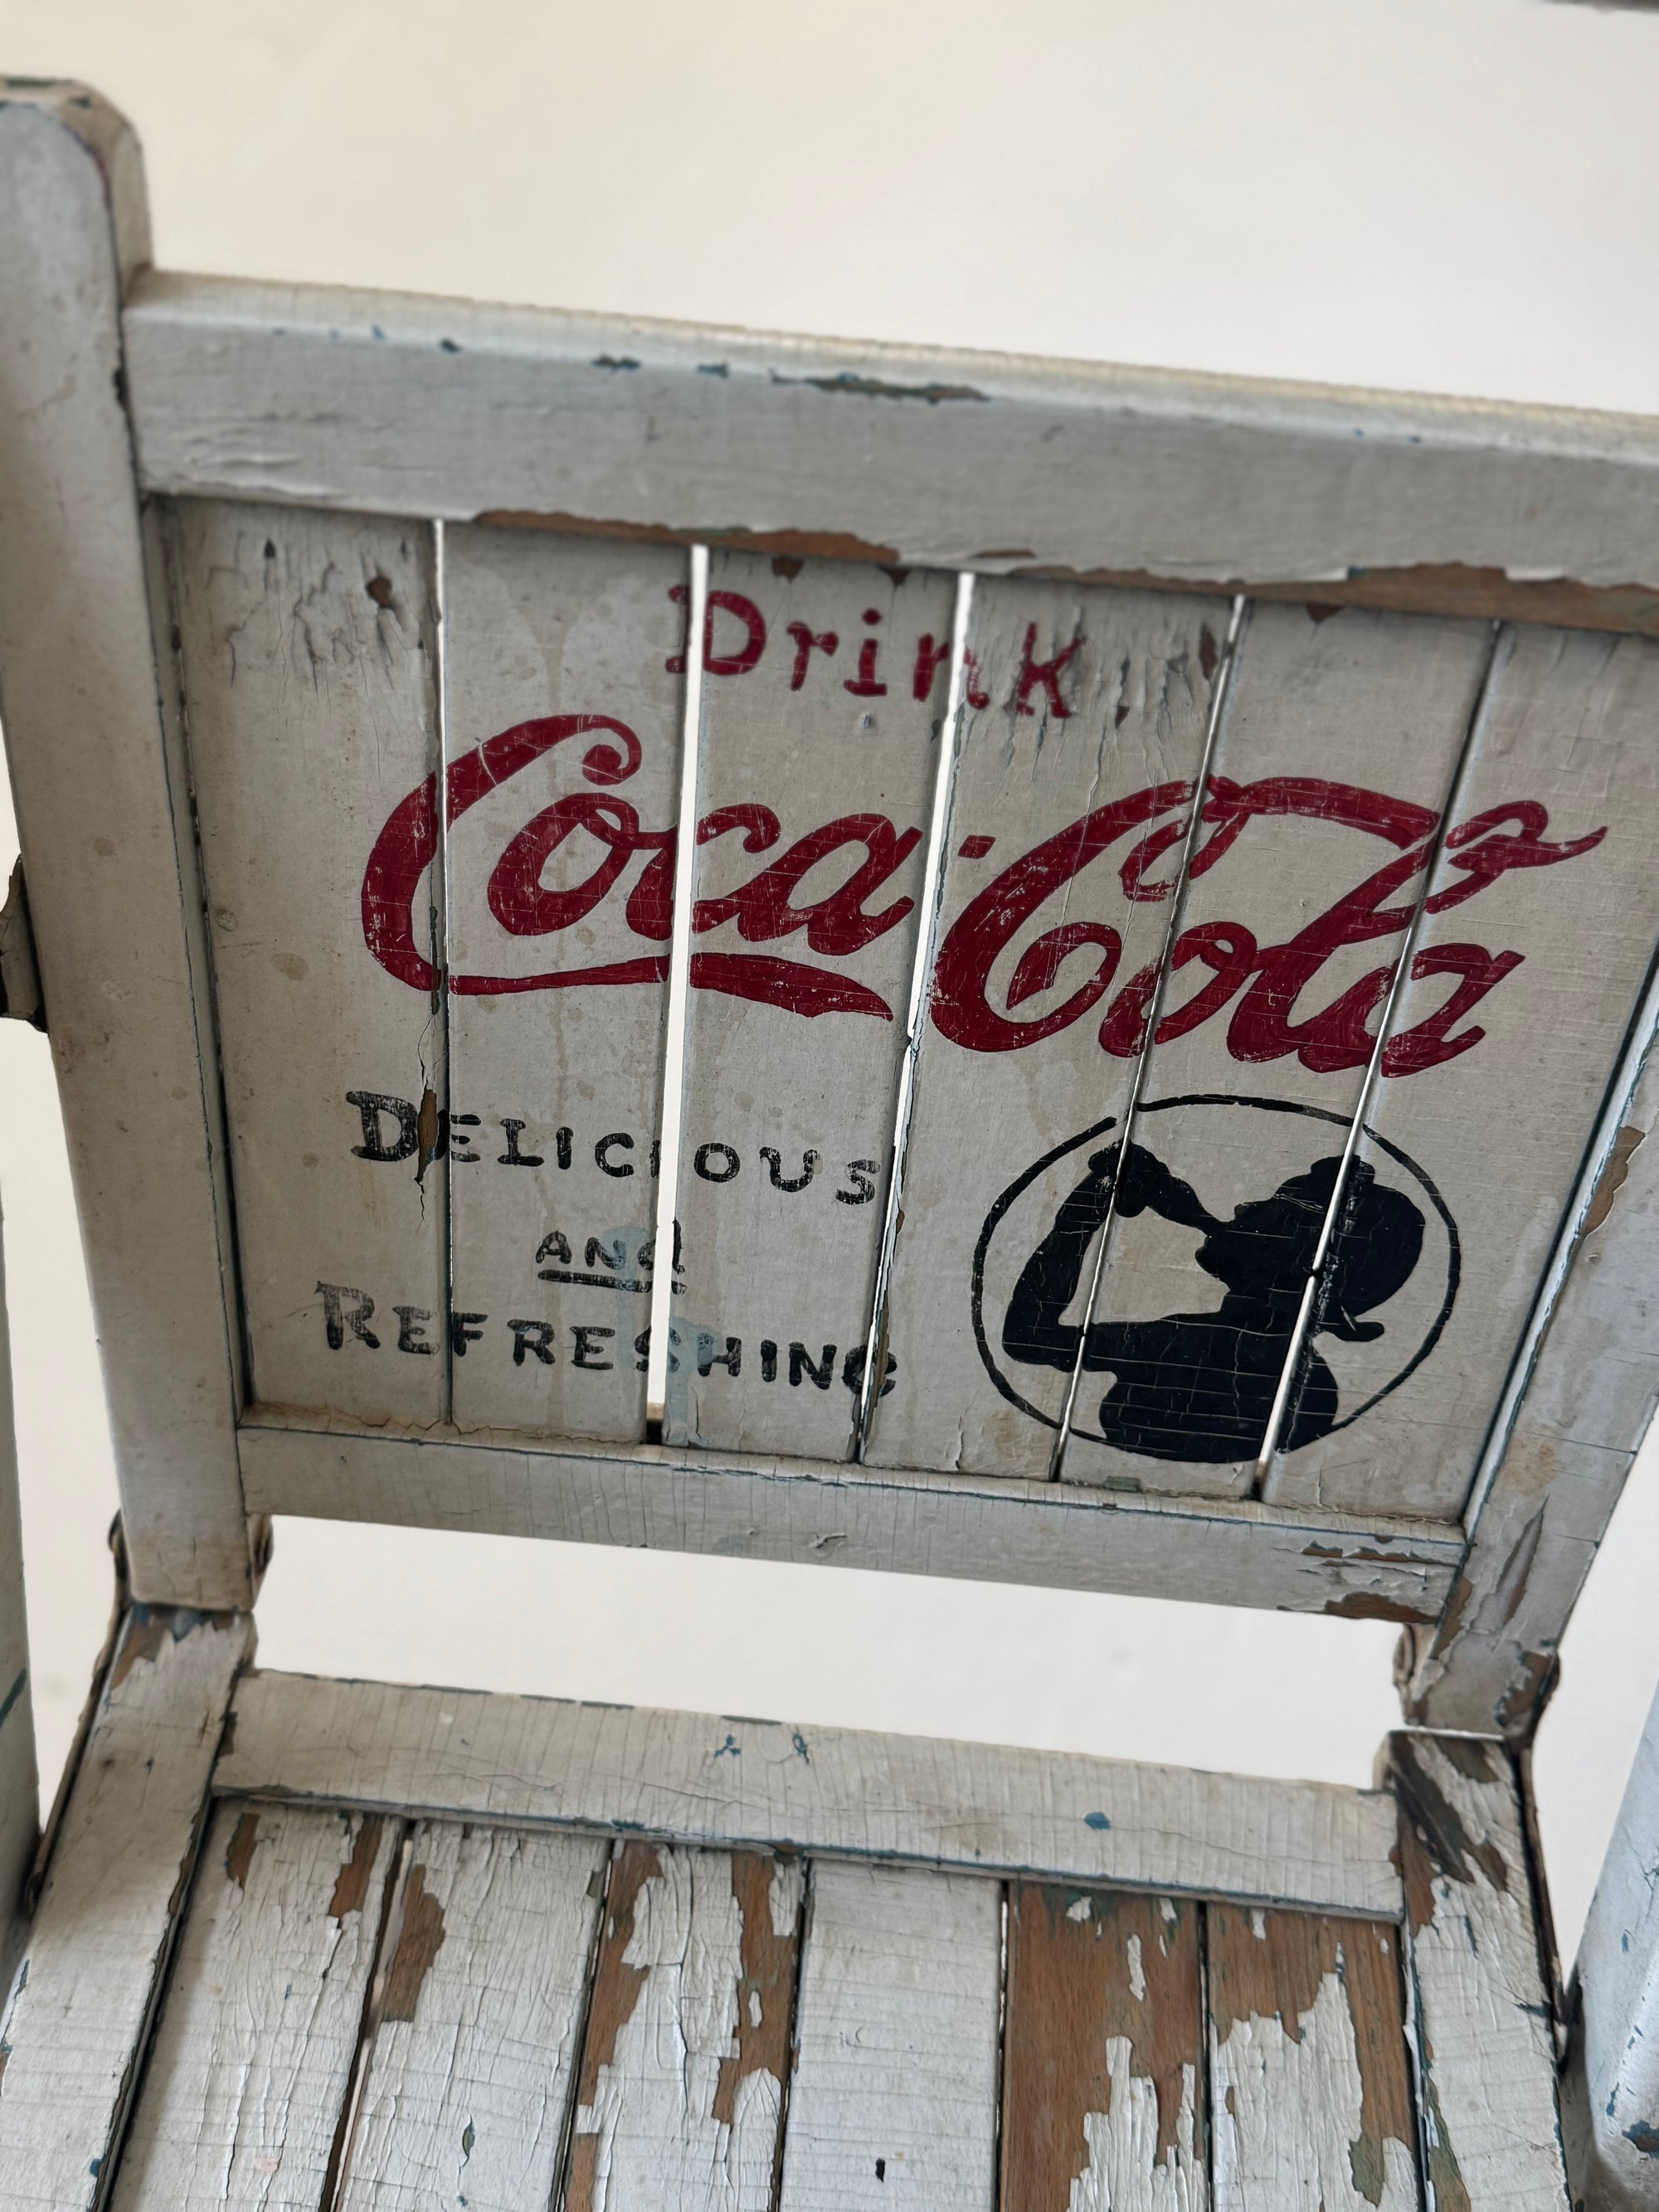 Drink
Coca-Cola
DELICIOUS
AND
REFRESHING